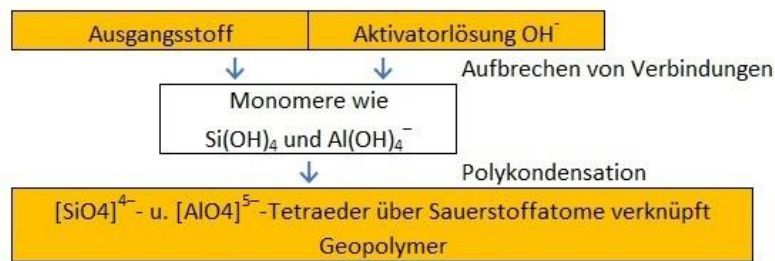 Ausgangsstoff
Aktivatorlösung OH⁻
Aufbrechen von Verbindungen
Monomere wie
Si(OH)₄ und Al(OH)₄⁻
Polykondensation
[SiO4]⁴⁻- u. [AlO4]⁵⁻-Tetraeder über Sauerstoffatome verknüpft
Geopolymer